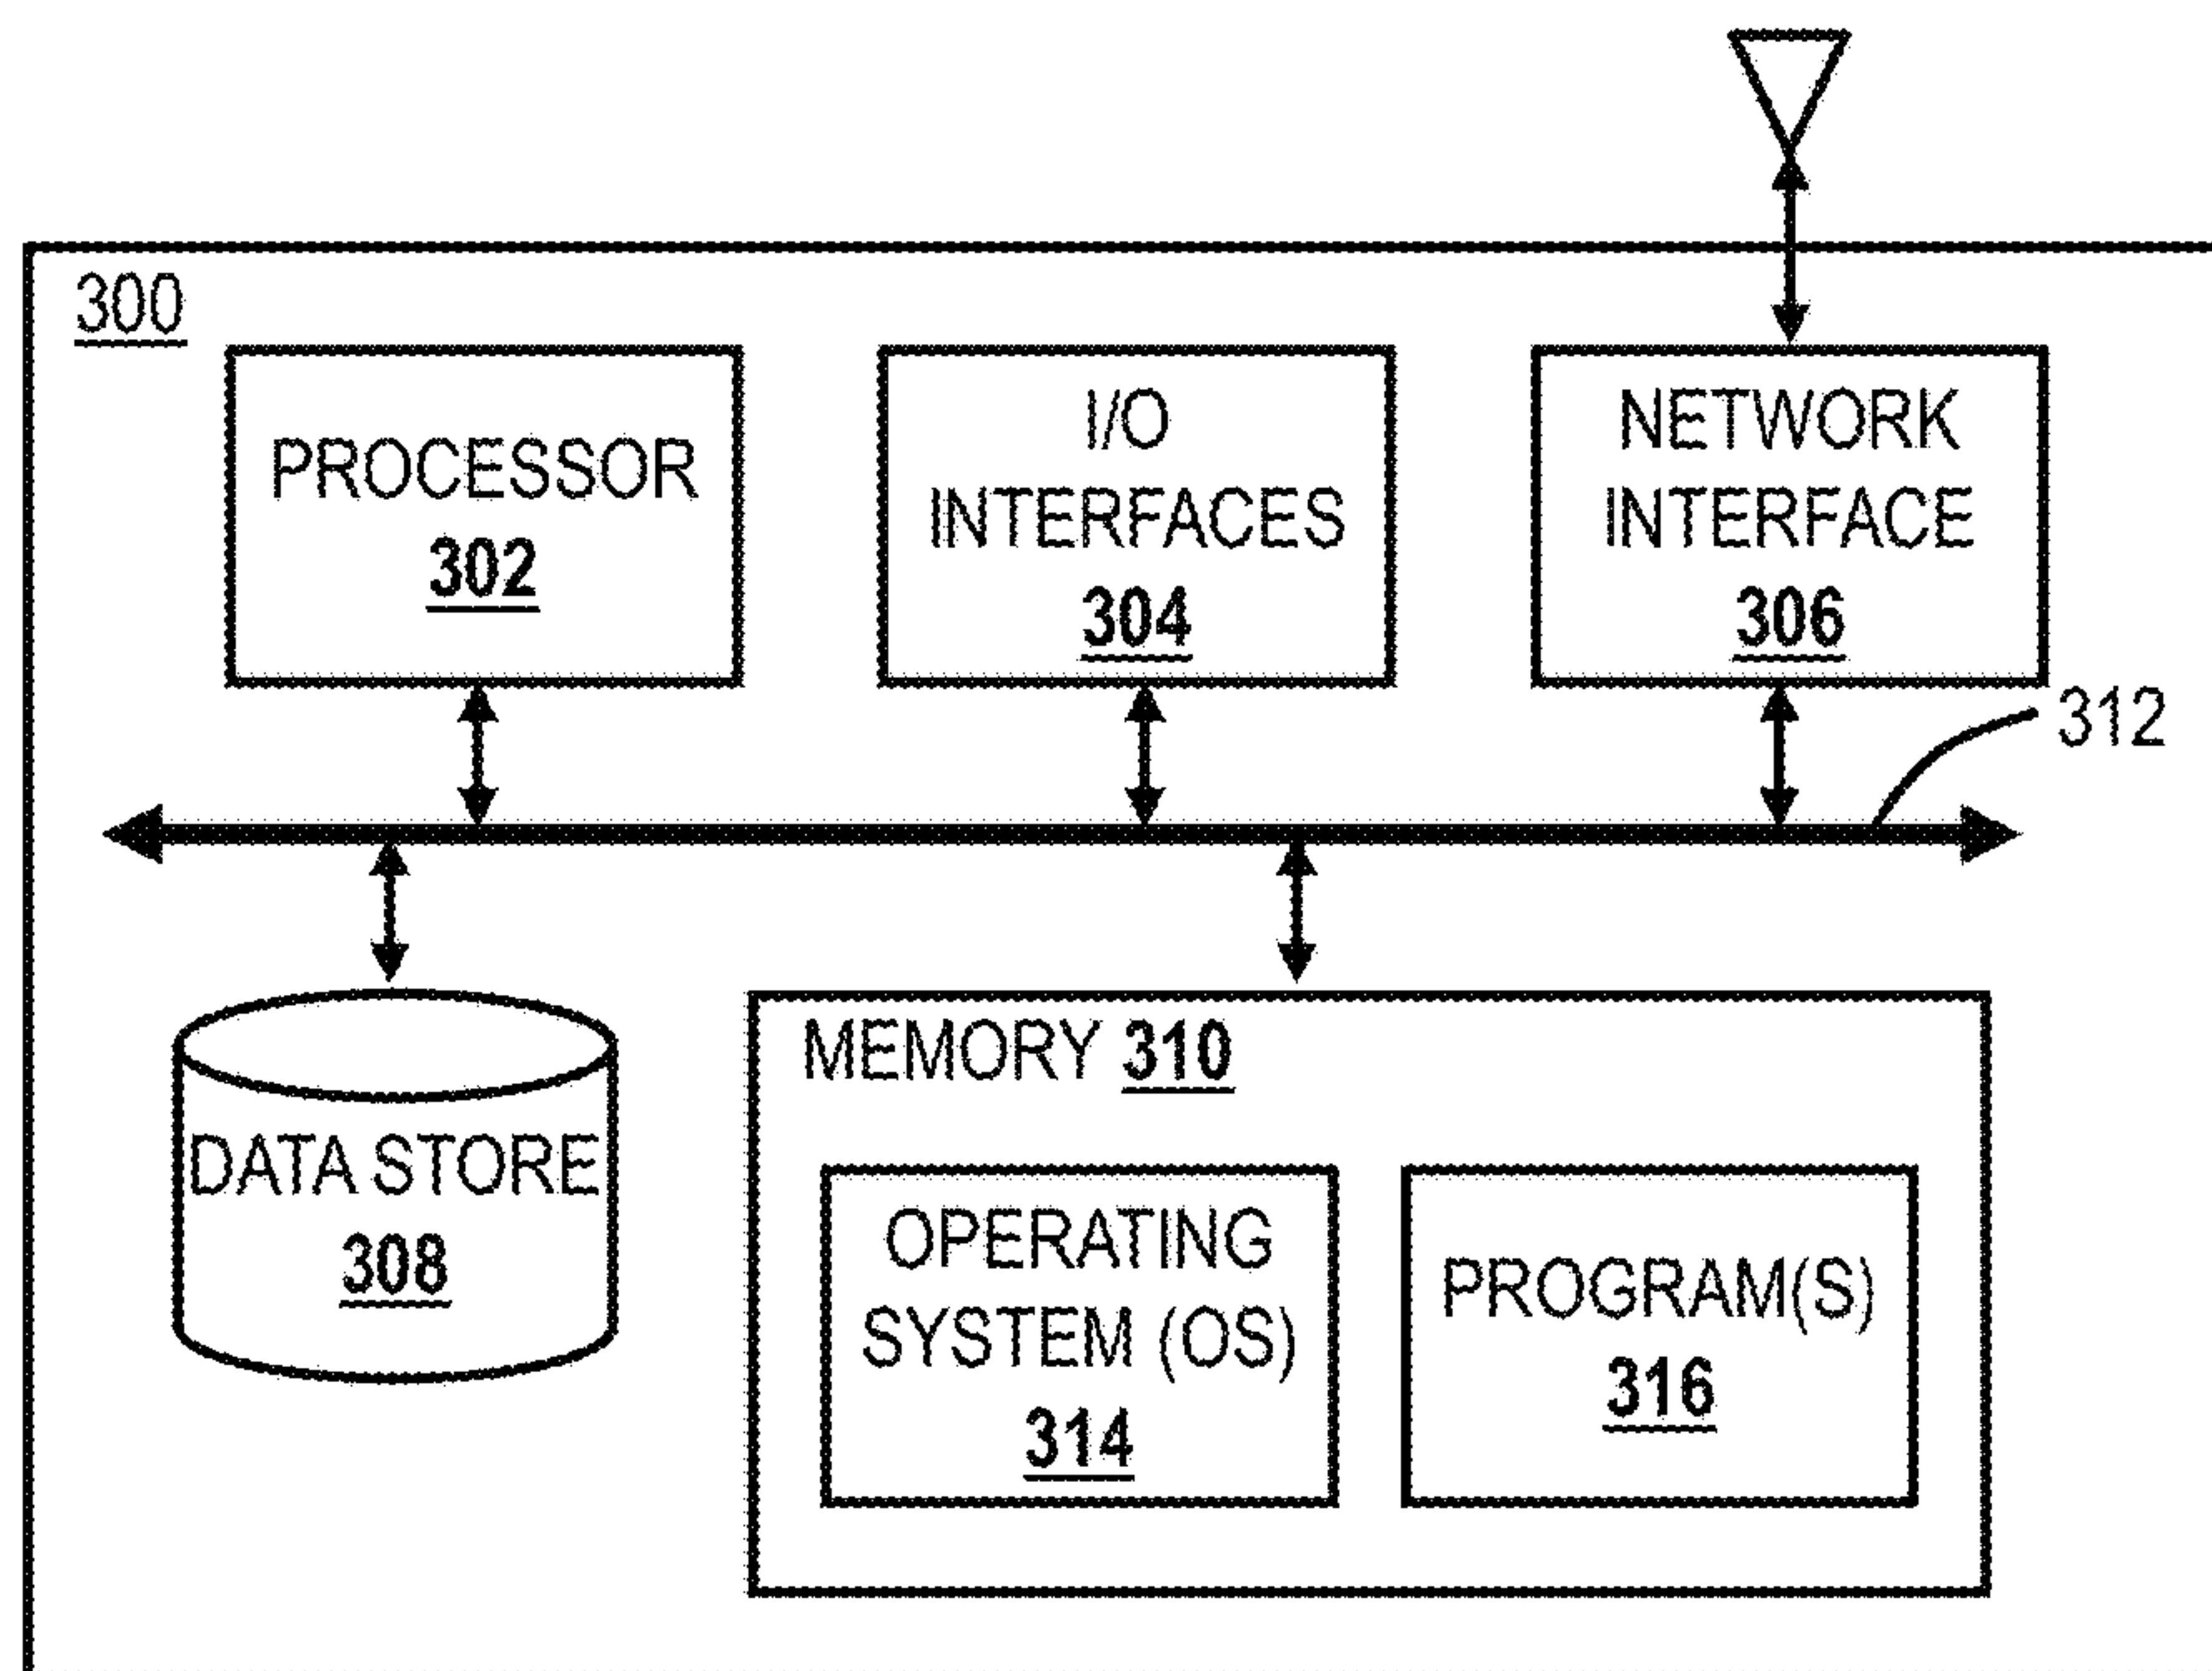 300
PROCESSOR
302
I/O
INTERFACES
304
NETWORK
INTERFACE
306
312
DATA STORE
308
MEMORY 310
OPERATING
SYSTEM (OS)
314
PROGRAM(S)
316